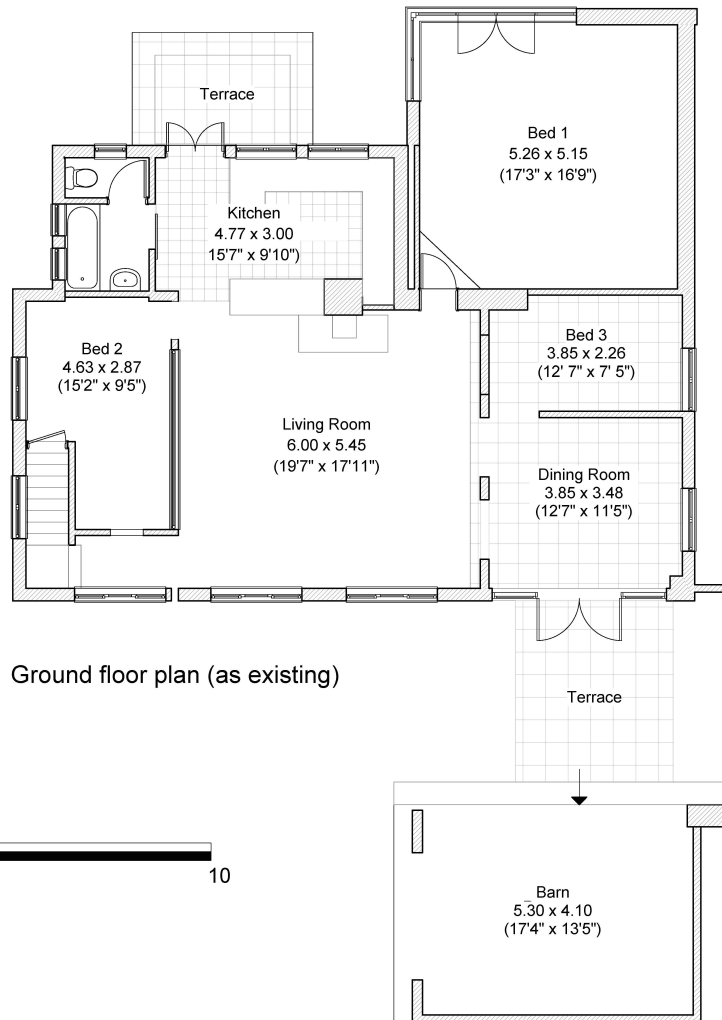 Terrace
Bed 1
5.26 x 5.15
(17'3" x 16'9")
Kitchen
4.77 x 3.00
15'7" x 9'10")
Bed 2
4.63 x 2.87
(15'2" x 9'5")
Bed 3
3.85 x 2.26
(12' 7" x 7' 5")
Living Room
6.00 x 5.45
(19'7" x 17'11")
Dining Room
3.85 x 3.48
(12'7" x 11'5")
Ground floor plan (as existing)
Terrace
10
Barn
5.30 x 4.10
(17'4" x 13'5")